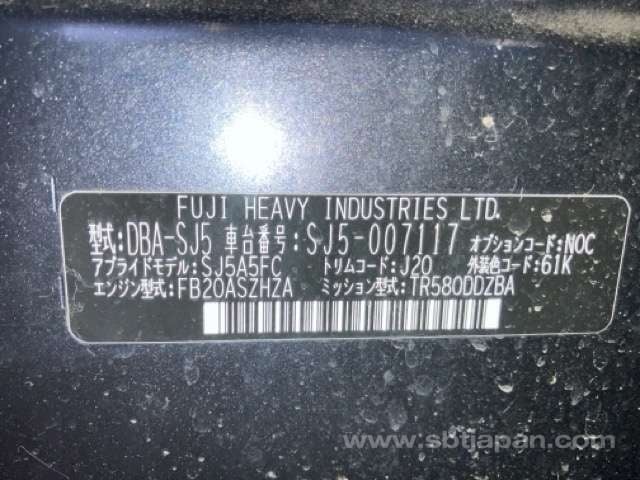 FUJI HEAVY INDUSTRIES LTD.
型式:DBA-SJ5 車台番号:SJ5-007117 オプションコード:NOC
アプライドモデル:SJ5A5FC トリムコード:J20 外装色コード:61K
エンジン型式:FB20ASZHZA ミッション型式:TR580DDZBA
www.sbtjapan.com